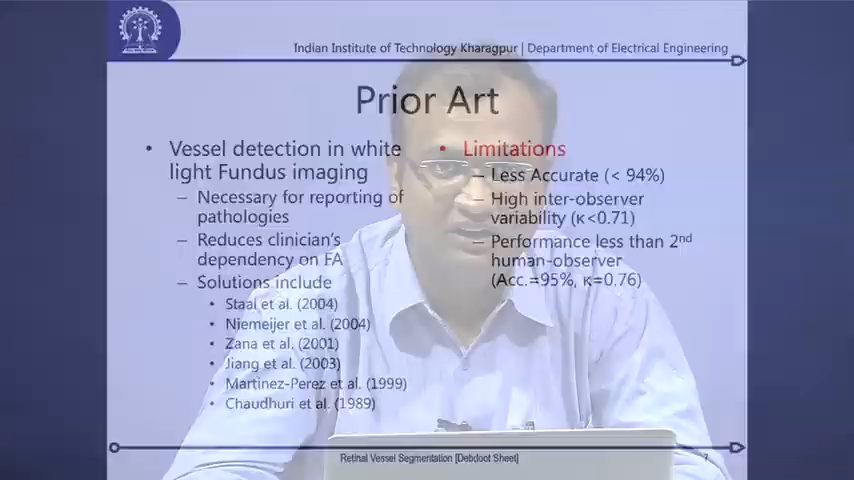 Indian Institute of Technology Kharagpur | Department of Electrical Engineering
Prior Art
• Vessel detection in white
light Fundus imaging
– Necessary for reporting of
pathologies
– Reduces clinician's
dependency on FA
– Solutions include
• Staal et al. (2004)
• Niemeijer et al. (2004)
• Zana et al. (2001)
• Jiang et al. (2003)
• Martinez-Perez et al. (1999)
• Chaudhuri et al. (1989)
• Limitations
– Less Accurate (< 94%)
– High inter-observer
variability (κ<0.71)
– Performance less than 2nd
human-observer
(Acc.=95%, κ=0.76)
Retinal Vessel Segmentation [Debdoot Sheet]
7